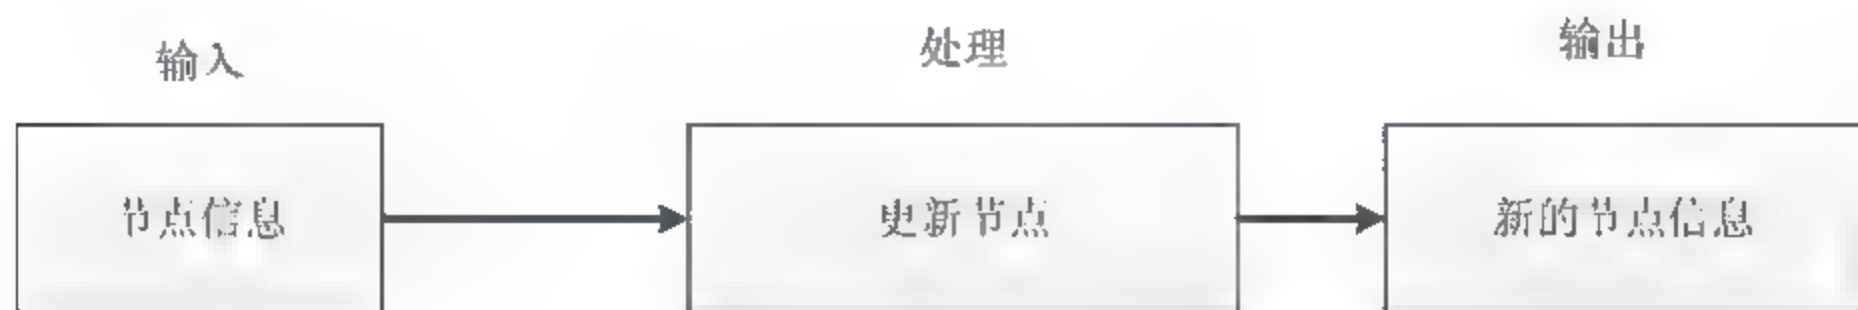 输入
处理
输出
节点信息
更新节点
新的节点信息